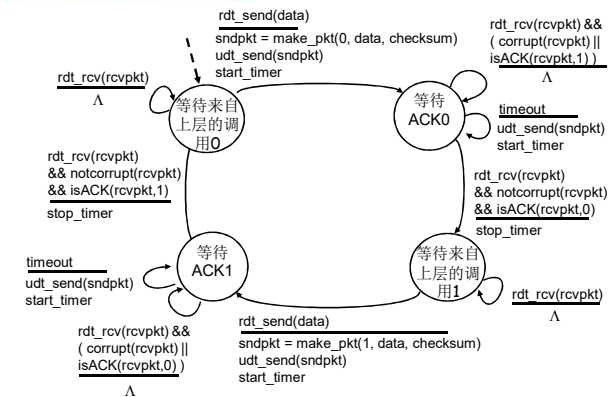 rdt_send(data)
sndpkt = make_pkt(0, data, checksum)
udt_send(sndpkt)
start_timer
rdt_rcv(rcvpkt) &&
( corrupt(rcvpkt) ||
isACK(rcvpkt,1) )
Λ
rdt_rcv(rcvpkt)
Λ
等待来自
上层的调
用0
等待
ACK0
timeout
udt_send(sndpkt)
start_timer
rdt_rcv(rcvpkt)
&& notcorrupt(rcvpkt)
&& isACK(rcvpkt,1)
stop_timer
rdt_rcv(rcvpkt)
&& notcorrupt(rcvpkt)
&& isACK(rcvpkt,0)
stop_timer
timeout
udt_send(sndpkt)
start_timer
等待
ACK1
等待来自
上层的调
用1
rdt_rcv(rcvpkt)
Λ
rdt_rcv(rcvpkt) &&
( corrupt(rcvpkt) ||
isACK(rcvpkt,0) )
Λ
rdt_send(data)
sndpkt = make_pkt(1, data, checksum)
udt_send(sndpkt)
start_timer